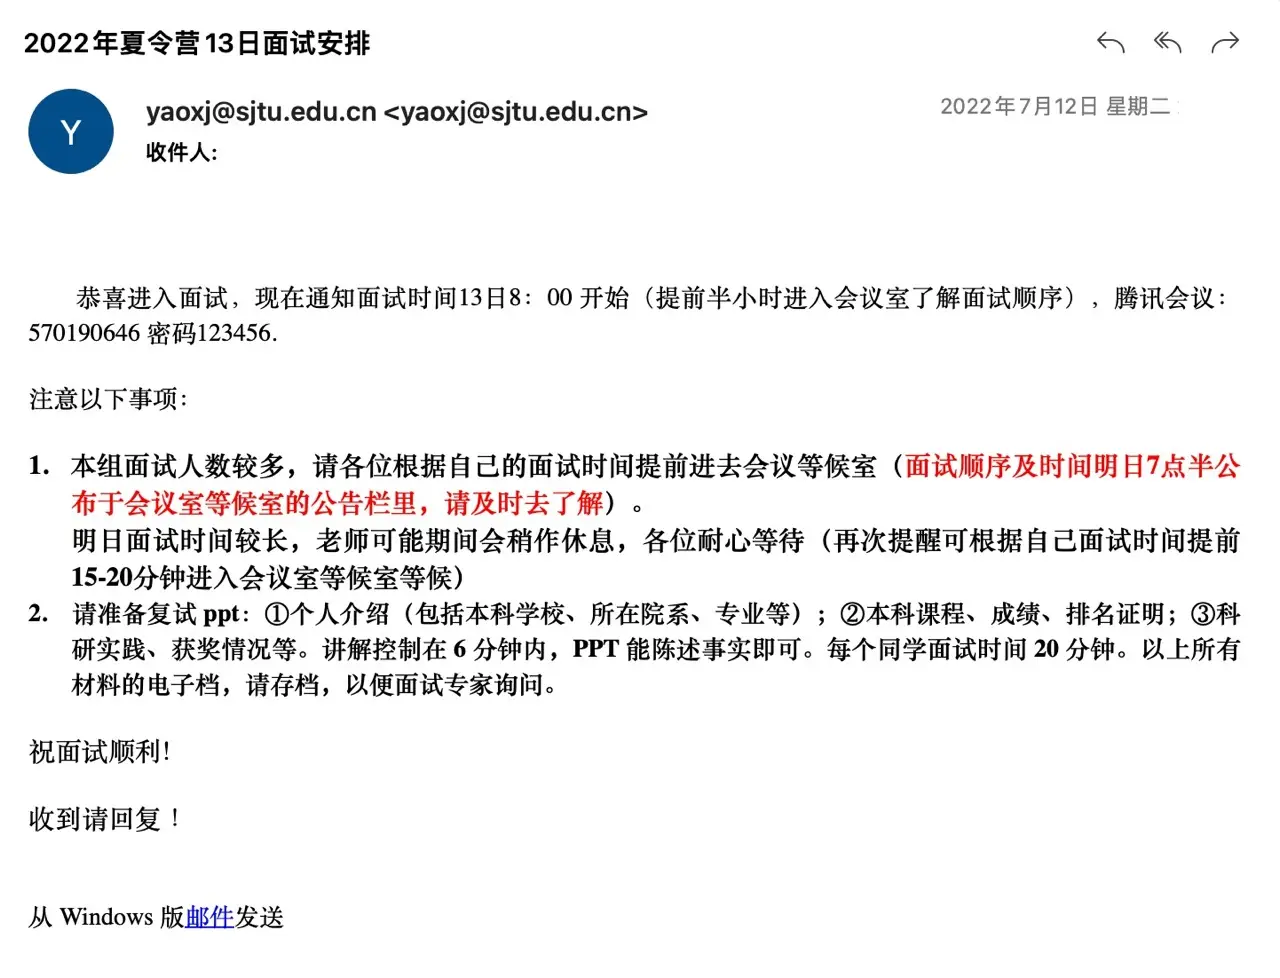 2022年夏令营13日面试安排
Y
yaoxj@sjtu.edu.cn <yaoxj@sjtu.edu.cn>
2022年7月12日 星期二
收件人:
恭喜进入面试，现在通知面试时间13日8：00 开始（提前半小时进入会议室了解面试顺序），腾讯会议：
570190646 密码123456.
注意以下事项：
1. 本组面试人数较多，请各位根据自己的面试时间提前进去会议等候室（面试顺序及时间明日7点半公
布于会议室等候室的公告栏里，请及时去了解）。
明日面试时间较长，老师可能期间会稍作休息，各位耐心等待（再次提醒可根据自己面试时间提前
15-20分钟进入会议室等候室等候）
2. 请准备复试 ppt：①个人介绍（包括本科学校、所在院系、专业等）；②本科课程、成绩、排名证明；③科
研实践、获奖情况等。讲解控制在 6 分钟内，PPT 能陈述事实即可。每个同学面试时间 20 分钟。以上所有
材料的电子档，请存档，以便面试专家询问。
祝面试顺利！
收到请回复 ！
从 Windows 版邮件发送